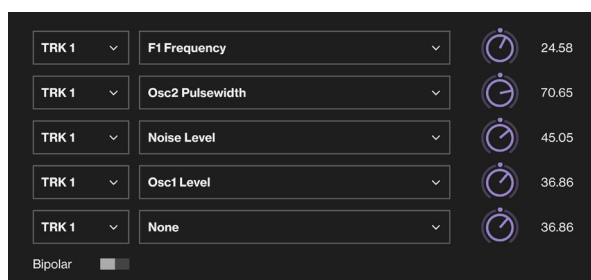 TRK 1 F1 Frequency 24.58
TRK 1 Osc2 Pulsewidth 70.65
TRK 1 Noise Level 45.05
TRK 1 Osc1 Level 36.86
TRK 1 None 36.86
Bipolar